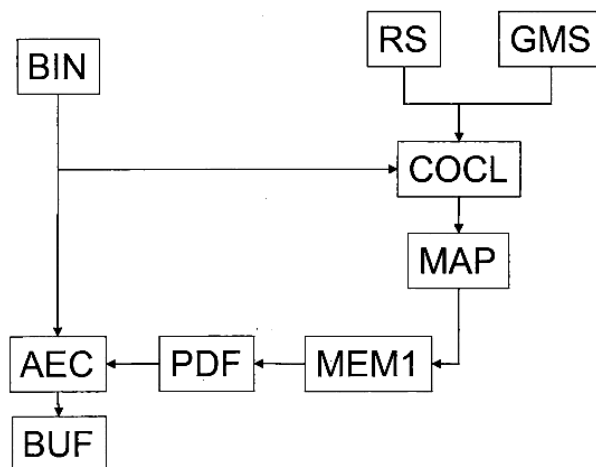 RS
GMS
BIN
COCL
MAP
AEC
PDF
MEM1
BUF